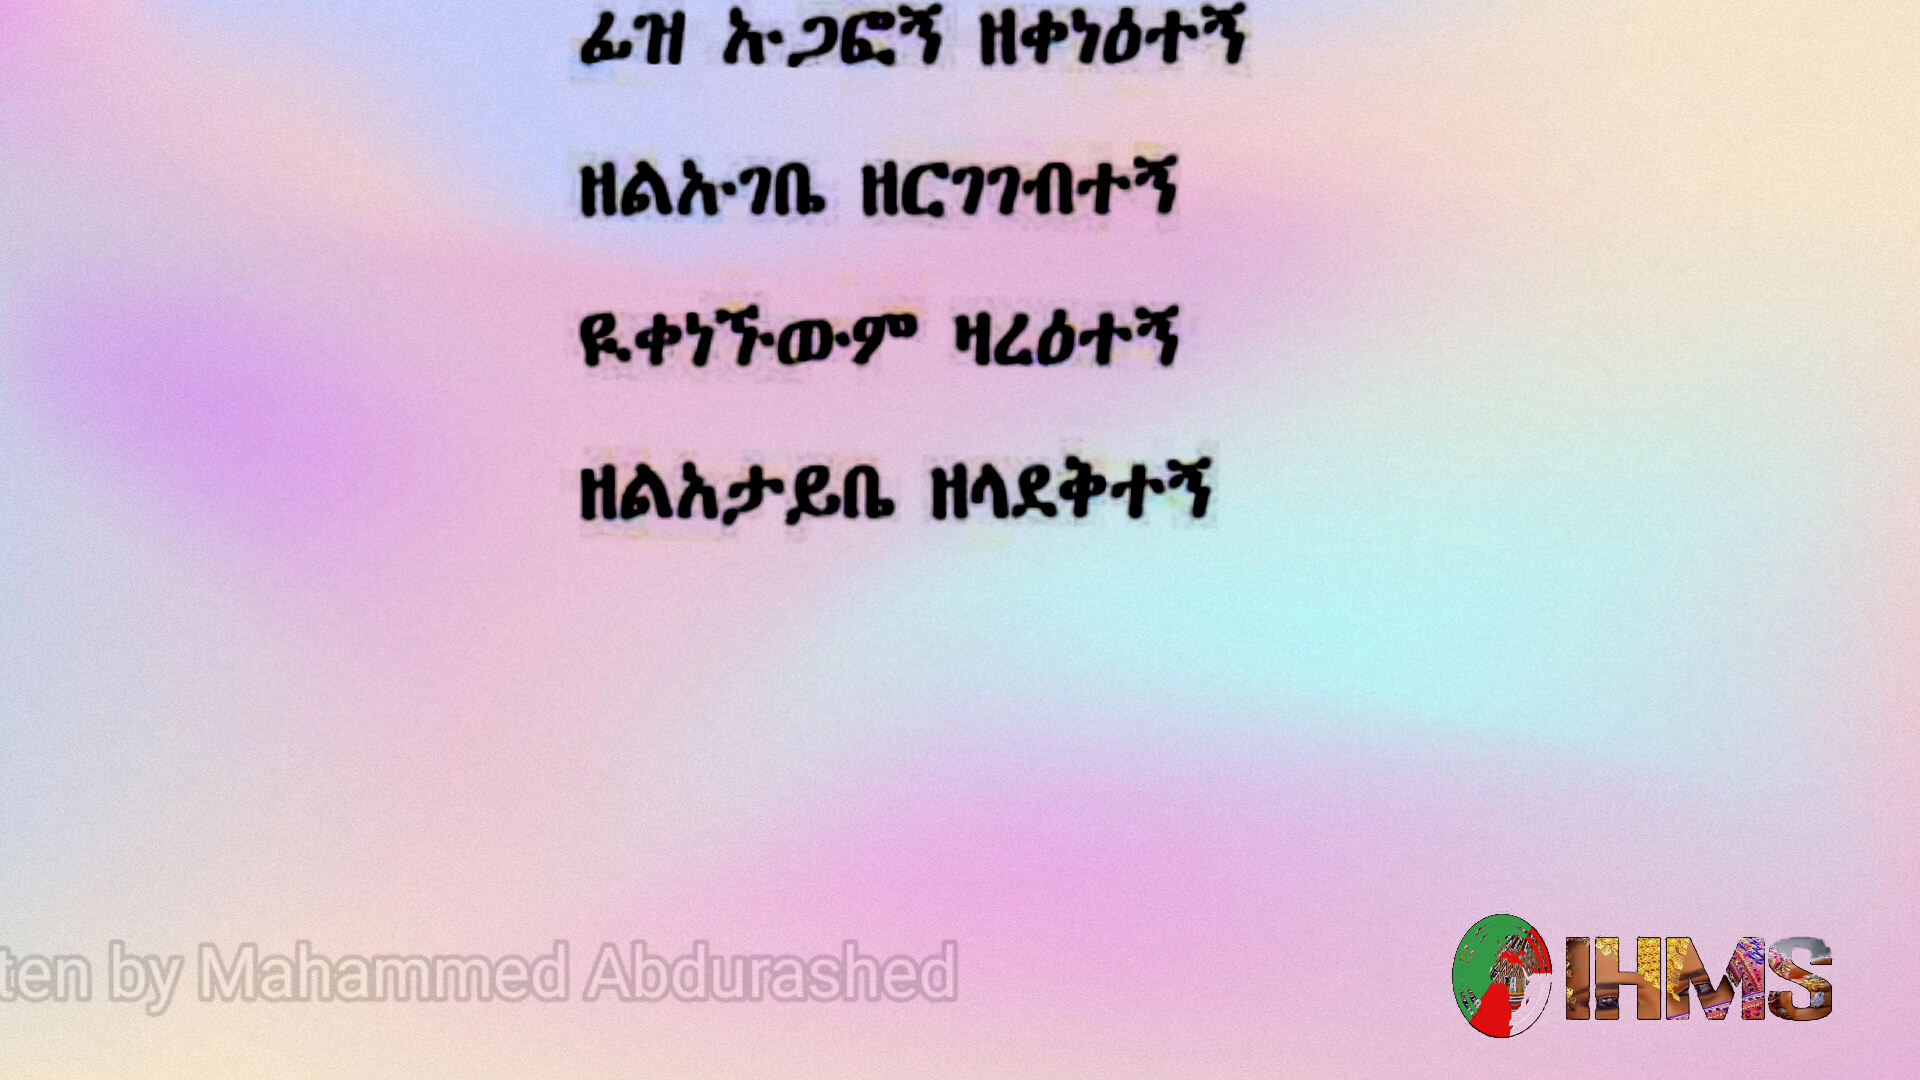 ፊዝ ኡጋፎኝ ዘቀነዕተኝ
ዘልኡገቤ ዘርገገብተኝ
ዪቀነኙውም ዛረዕተኝ
ዘልአታይቤ ዘላደቅተኝ
ten by Mahammed Abdurashed
IHMS